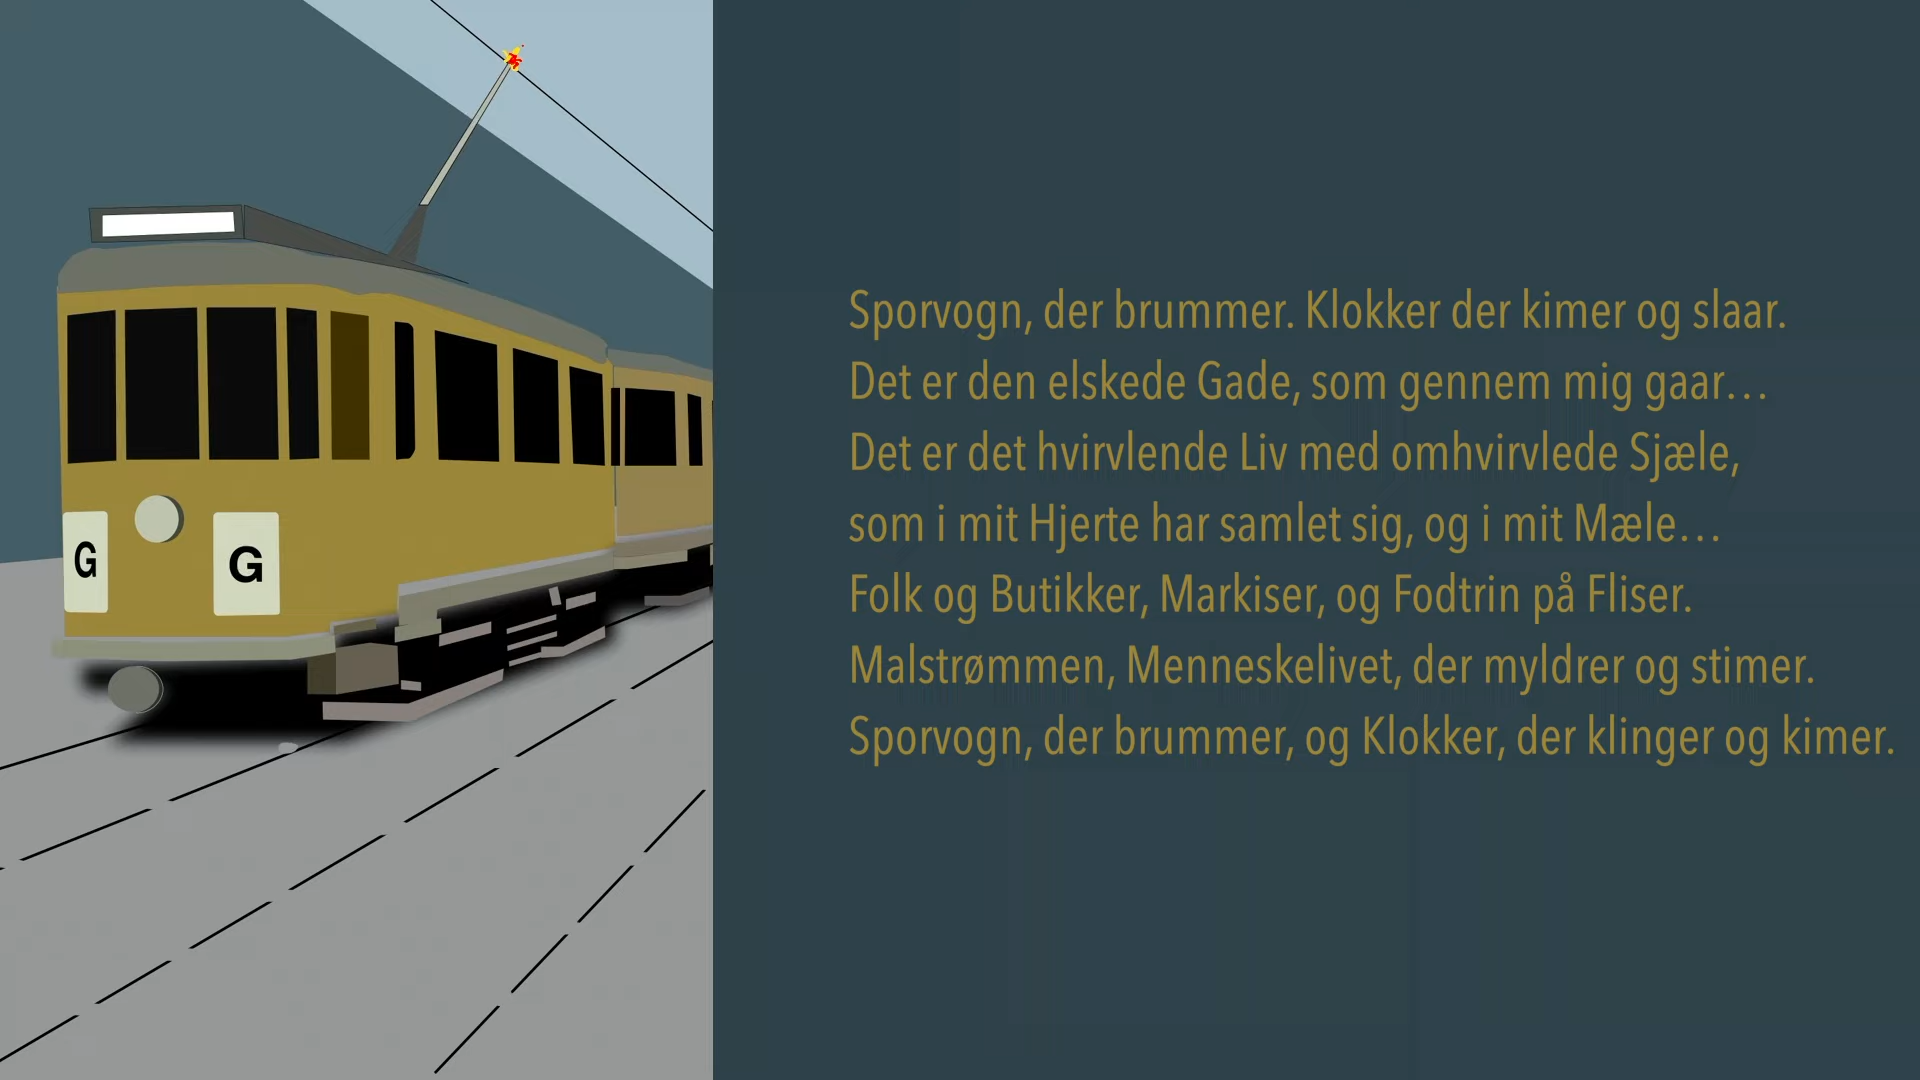 G
G
Sporvogn, der brummer. Klokker der kimer og slaar.
Det er den elskede Gade, som gennem mig gaar…
Det er det hvirvlende Liv med omhvirvlede Sjæle,
som i mit Hjerte har samlet sig, og i mit Mæle…
Folk og Butikker, Markiser, og Fodtrin på Fliser.
Malstrømmen, Menneskelivet, der myldrer og stimer.
Sporvogn, der brummer, og Klokker, der klinger og kimer.